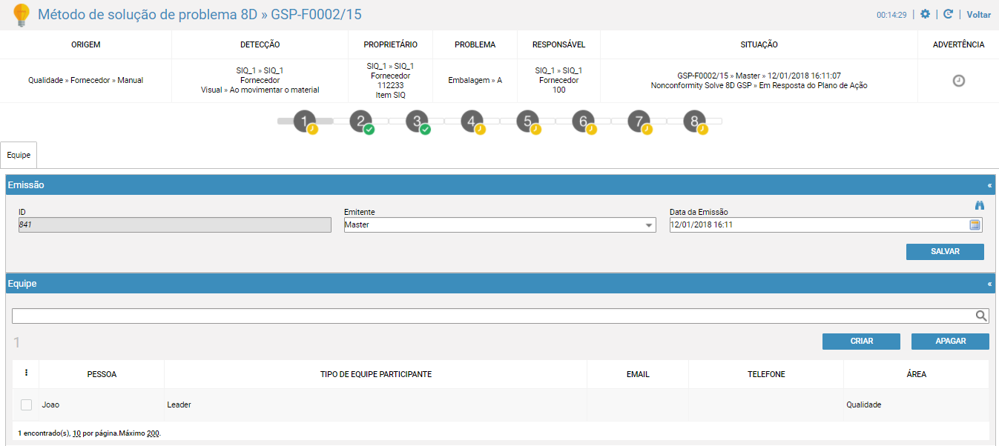 Método de solução de problema 8D » GSP-F0002/15
00:14:29 | | | Voltar
ORIGEM DETECÇÃO PROPRIETÁRIO PROBLEMA RESPONSÁVEL SITUAÇÃO ADVERTÊNCIA
Qualidade » Fornecedor » Manual
SIQ_1 » SIQ_1
Fornecedor
Visual » Ao movimentar o material
SIQ_1 » SIQ_1
Fornecedor
112233
Item SIQ
Embalagem » A
SIQ_1 » SIQ_1
Fornecedor
100
GSP-F0002/15 » Master » 12/01/2018 16:11:07
Nonconformity Solve 8D GSP » Em Resposta do Plano de Ação
1 2 3 4 5 6 7 8
Equipe
Emissão «
ID Emitente Data da Emissão
841 Master 12/01/2018 16:11
SALVAR
Equipe «
1 CRIAR APAGAR
PESSOA TIPO DE EQUIPE PARTICIPANTE EMAIL TELEFONE ÁREA
Joao Leader Qualidade
1 encontrado(s), 10 por página.Máximo 200.